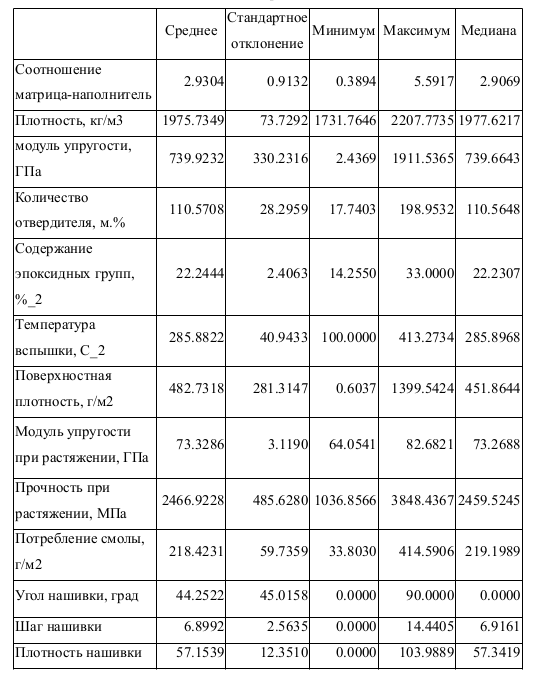 Среднее Стандартное отклонение Минимум Максимум Медиана
Соотношение
матрица-наполнитель 2.9304 0.9132 0.3894 5.5917 2.9069
Плотность, кг/м3 1975.7349 73.7292 1731.7646 2207.7735 1977.6217
модуль упругости,
ГПа 739.9232 330.2316 2.4369 1911.5365 739.6643
Количество
отвердителя, м.% 110.5708 28.2959 17.7403 198.9532 110.5648
Содержание
эпоксидных групп, 22.2444 2.4063 14.2550 33.0000 22.2307
%_2
Температура
вспышки, С_2 285.8822 40.9433 100.0000 413.2734 285.8968
Поверхностная
плотность, г/м2 482.7318 281.3147 0.6037 1399.5424 451.8644
Модуль упругости
при растяжении, ГПа 73.3286 3.1190 64.0541 82.6821 73.2688
Прочность при
растяжении, МПа 2466.9228 485.6280 1036.8566 3848.4367 2459.5245
Потребление смолы,
г/м2 218.4231 59.7359 33.8030 414.5906 219.1989
Угол нашивки, град 44.2522 45.0158 0.0000 90.0000 0.0000
Шаг нашивки 6.8992 2.5635 0.0000 14.4405 6.9161
Плотность нашивки 57.1539 12.3510 0.0000 103.9889 57.3419